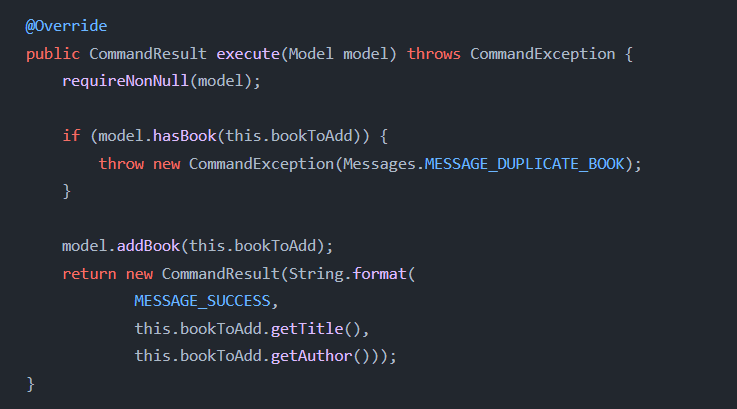 @Override
public CommandResult execute(Model model) throws CommandException {
    requireNonNull(model);

    if (model.hasBook(this.bookToAdd)) {
        throw new CommandException(Messages.MESSAGE_DUPLICATE_BOOK);
    }

    model.addBook(this.bookToAdd);
    return new CommandResult(String.format(
            MESSAGE_SUCCESS,
            this.bookToAdd.getTitle(),
            this.bookToAdd.getAuthor()));
}